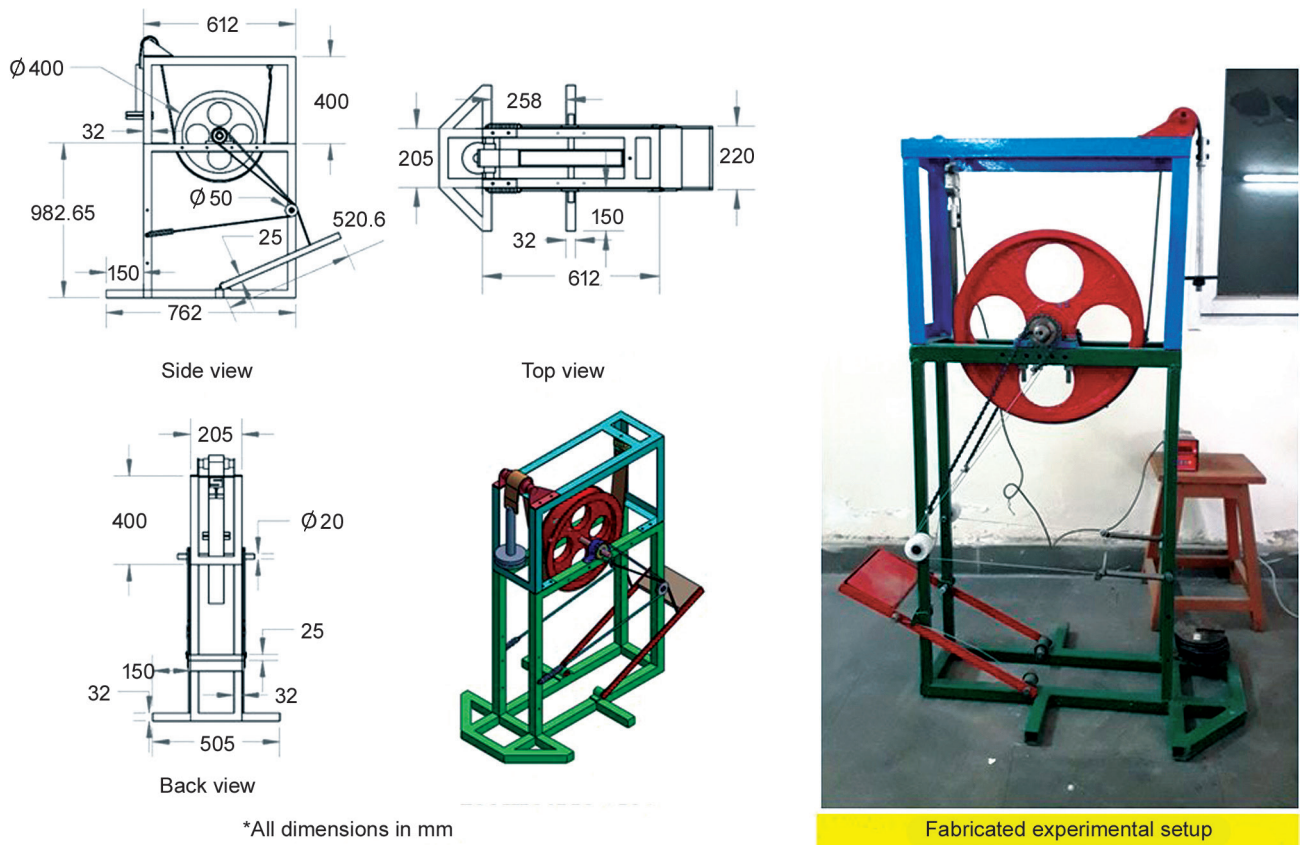 612
Ø400
400
32
982.65
Ø50
520.6
25
150
762
Side view
258
205
220
150
32
612
Top view
205
400
Ø20
25
150
32
32
505
Back view
*All dimensions in mm
Fabricated experimental setup